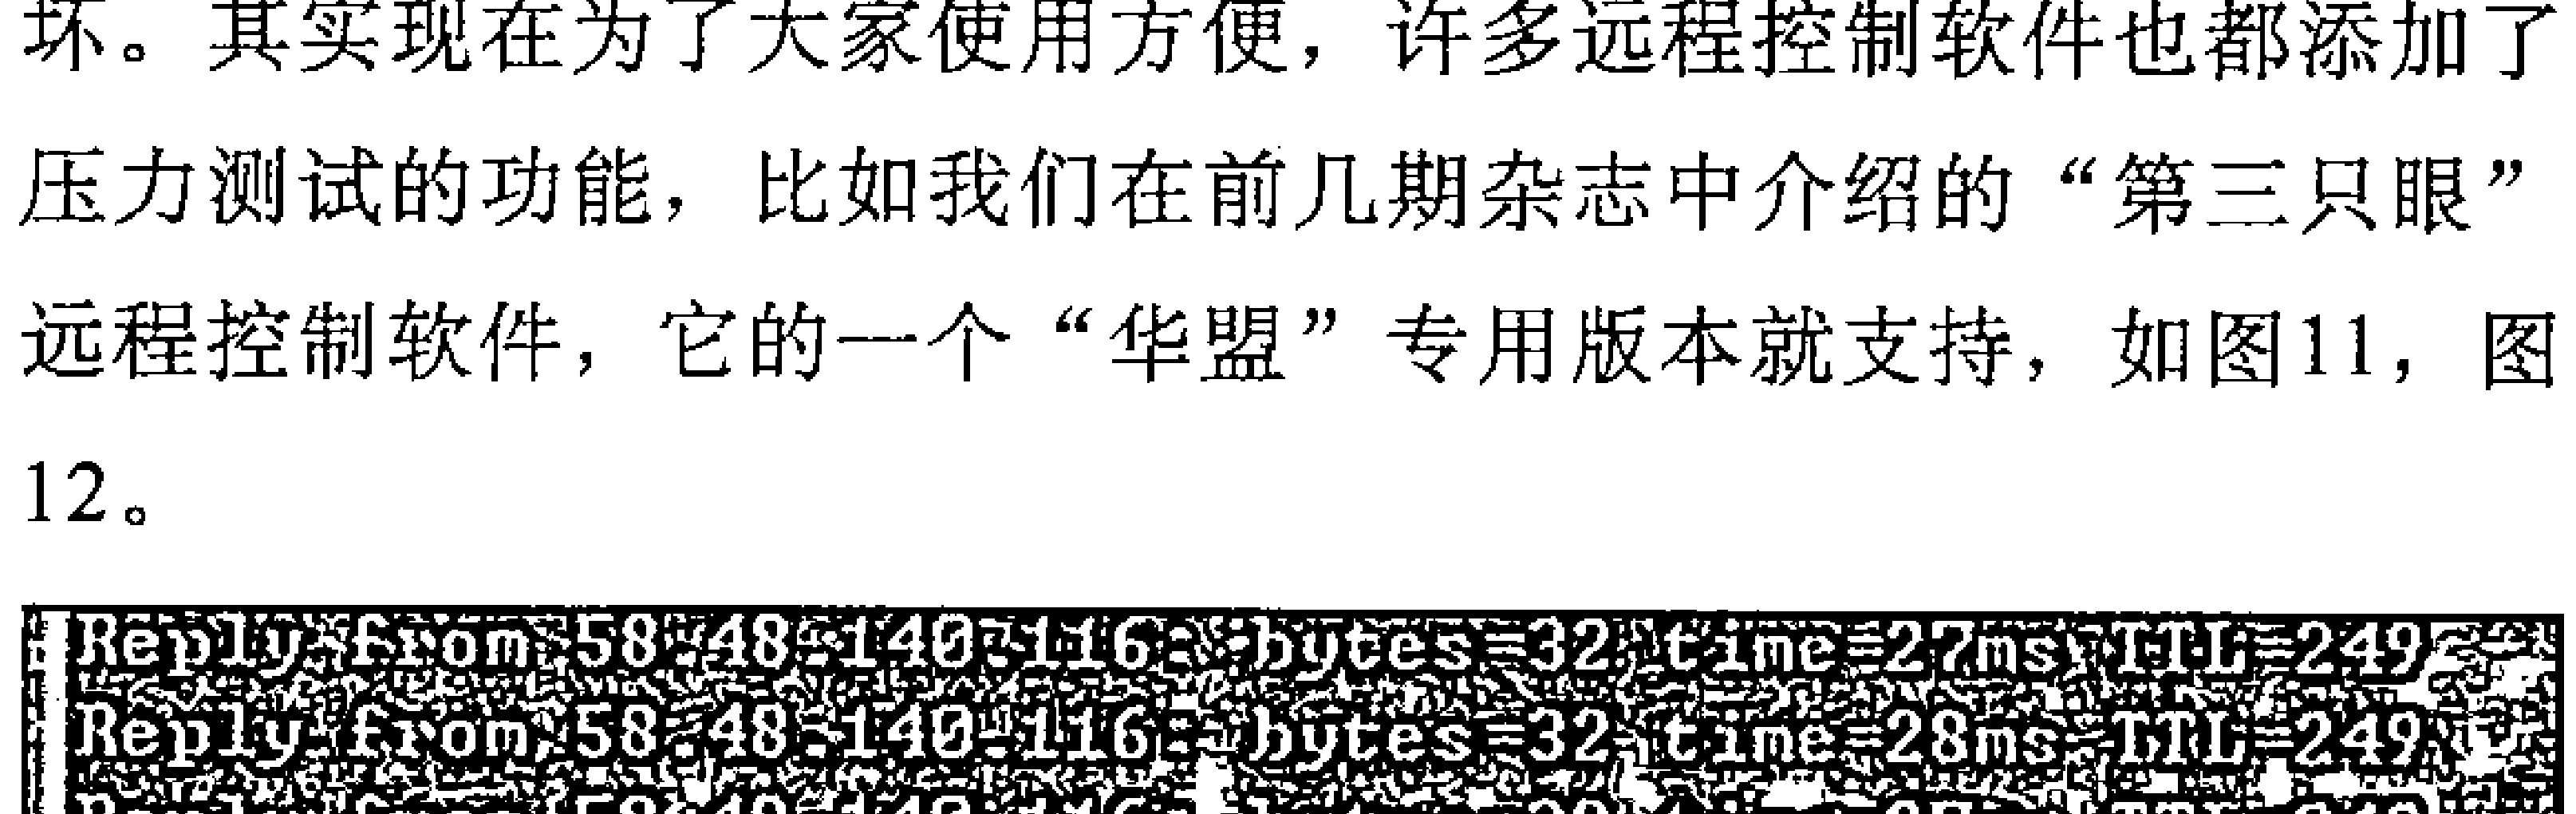 坏。其实现在为了大家使用方便，许多远程控制软件也都添加了
压力测试的功能，比如我们在前几期杂志中介绍的“第三只眼”
远程控制软件，它的一个“华盟”专用版本就支持，如图11，图
12。
Reply from 58.48.140.116: bytes=32 time=27ms TTL=249
Reply from 58.48.140.116: bytes=32 time=28ms TTL=249